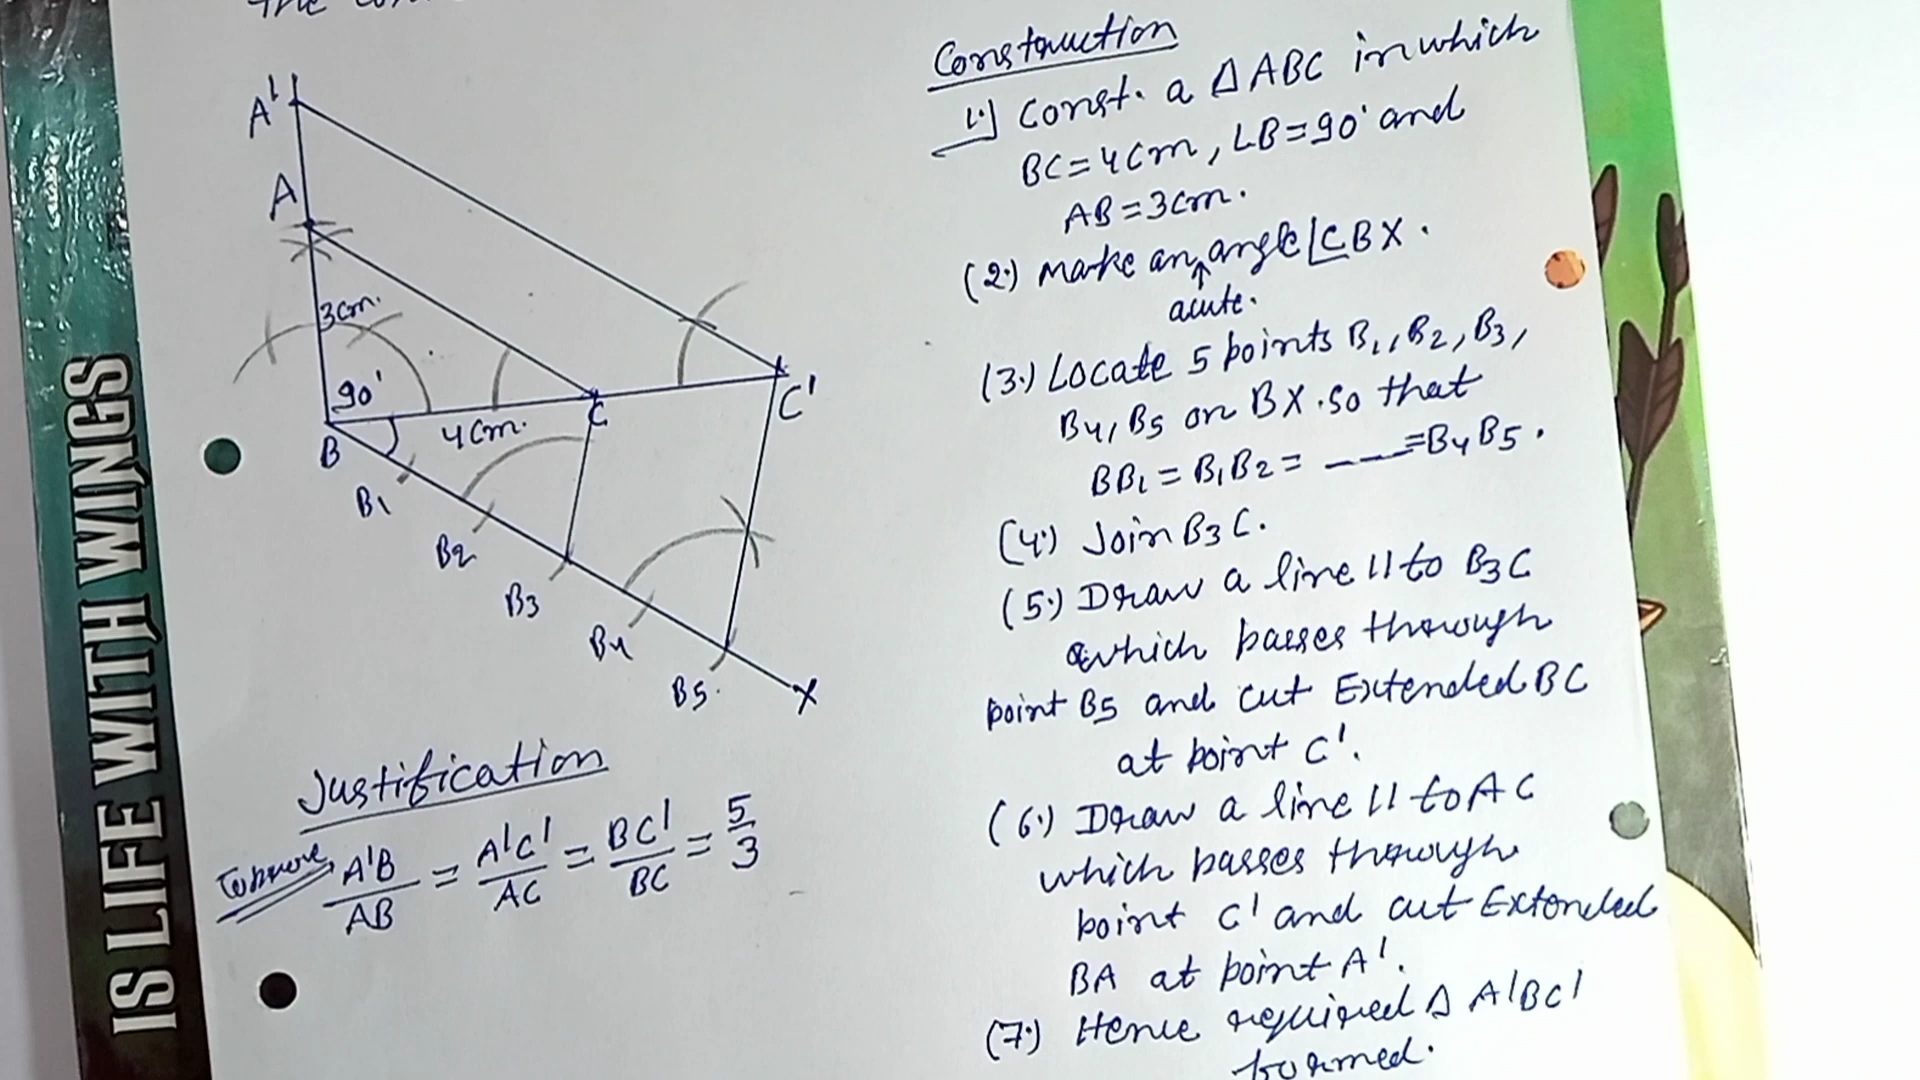 A'
A
3cm.
90°
B
4cm.
C
C'
B1
B2
B3
B4
B5.
X
Justification
To prove
A'B/AB = A'C'/AC = BC'/BC = 5/3
Construction
1.) Const. a Δ ABC in which
BC=4cm, ∠B=90° and
AB=3cm.
(2.) Make an angle ∠CBX.
acute.
(3.) Locate 5 points B1, B2, B3,
B4, B5 on BX. so that
BB1 = B1B2 = ---=B4B5.
(4.) Join B3C.
(5.) Draw a line || to B3C
which passes through
point B5 and cut Extended BC
at point C'.
(6.) Draw a line || to AC
which passes through
point C' and cut Extended
BA at point A'.
(7.) Hence required Δ A'BC'
formed.
IS LIFE WITH WINGS